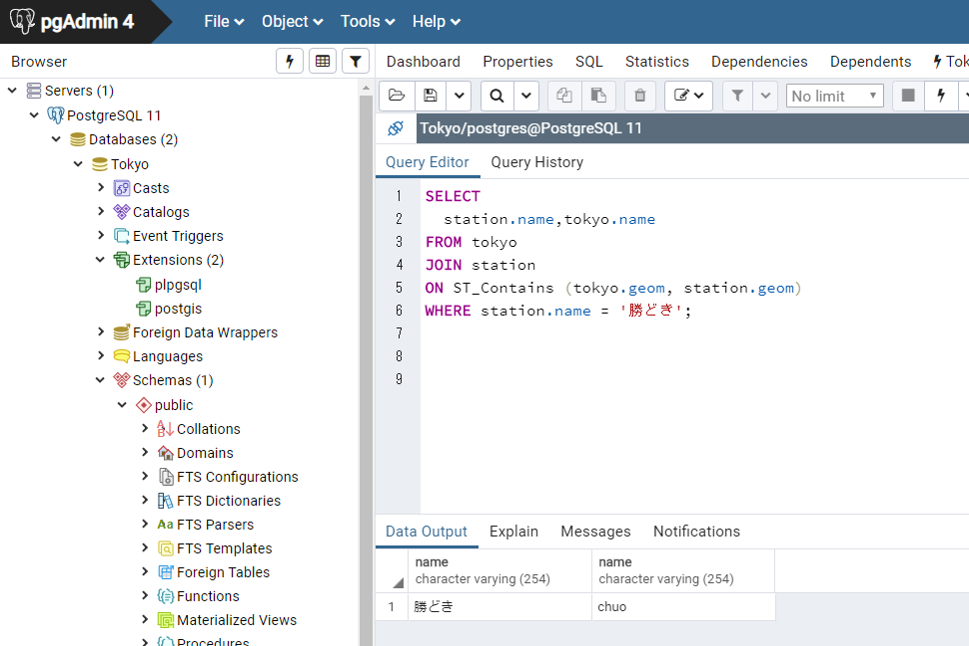 pgAdmin 4
File Object Tools Help
Browser
Servers (1)
PostgreSQL 11
Databases (2)
Tokyo
Casts
Catalogs
Event Triggers
Extensions (2)
plpgsql
postgis
Foreign Data Wrappers
Languages
Schemas (1)
public
Collations
Domains
FTS Configurations
FTS Dictionaries
FTS Parsers
FTS Templates
Foreign Tables
Functions
Materialized Views
Procedures
Dashboard Properties SQL Statistics Dependencies Dependents Tok
No limit
Tokyo/postgres@PostgreSQL 11
Query Editor Query History
1 SELECT
2 station.name,tokyo.name
3 FROM tokyo
4 JOIN station
5 ON ST_Contains (tokyo.geom, station.geom)
6 WHERE station.name = '勝どき';
7
8
9
Data Output Explain Messages Notifications
name name
character varying (254) character varying (254)
1 勝どき chuo